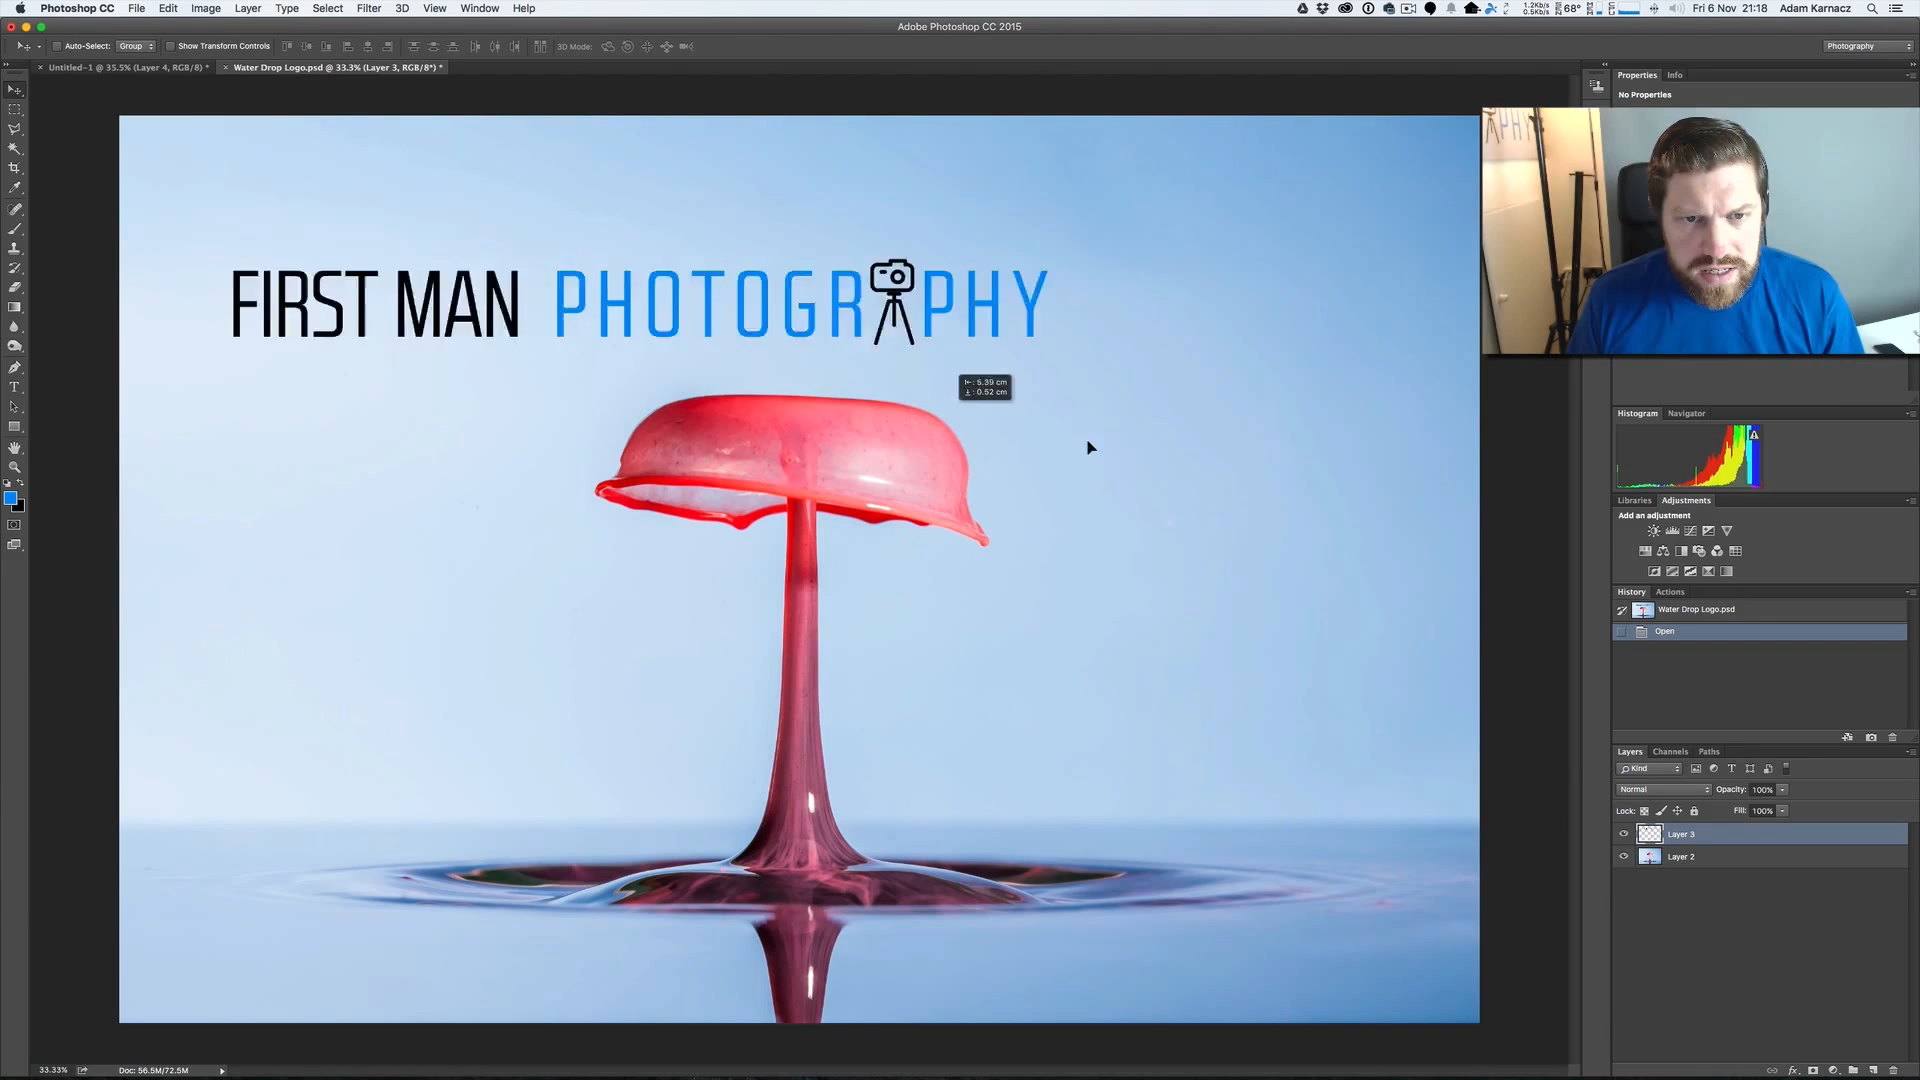 Photoshop CC File Edit Image Layer Type Select Filter 3D View Window Help
1.2Kb/s
0.5Kb/s
68° Fri 6 Nov 21:18 Adam Karnacz
Adobe Photoshop CC 2015
Auto-Select: Group Show Transform Controls 3D Mode: Photography
Untitled-1 @ 35.5% (Layer 4, RGB/8) * Water Drop Logo.psd @ 33.3% (Layer 3, RGB/8*) *
Properties Info
No Properties
FIRST MAN PHOTOGRAPHY
5.39 cm
0.52 cm
Histogram Navigator
Libraries Adjustments
Add an adjustment
History Actions
Water Drop Logo.psd
Open
Layers Channels Paths
Kind
Normal Opacity: 100%
Lock: Fill: 100%
Layer 3
Layer 2
33.33% Doc: 56.5M/72.5M